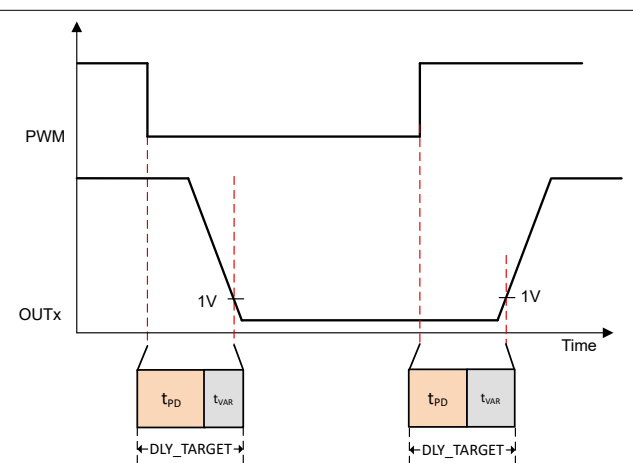 PWM
1V
1V
OUTx
Time
tPD
tVAR
tPD
tVAR
DLY_TARGET
DLY_TARGET